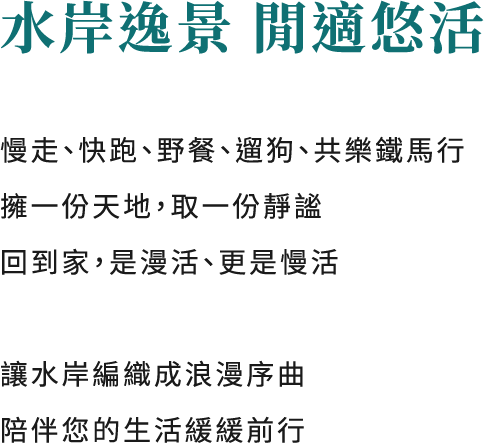 水岸逸景 閒適悠活
慢走、快跑、野餐、遛狗、共樂鐵馬行
擁一份天地，取一份靜謐
回到家，是漫活、更是慢活
讓水岸編織成浪漫序曲
陪伴您的生活緩緩前行